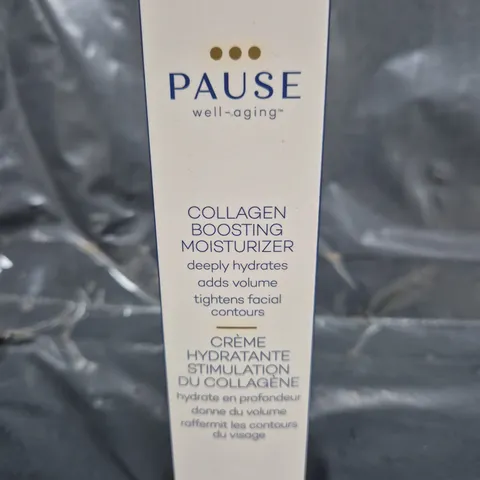 PAUSE
well-aging™
COLLAGEN
BOOSTING
MOISTURIZER
deeply hydrates
adds volume
tightens facial
contours
CRÈME
HYDRATANTE
STIMULATION
DU COLLAGÈNE
hydrate en profondeur
donne du volume
raffermit les contours
du visage